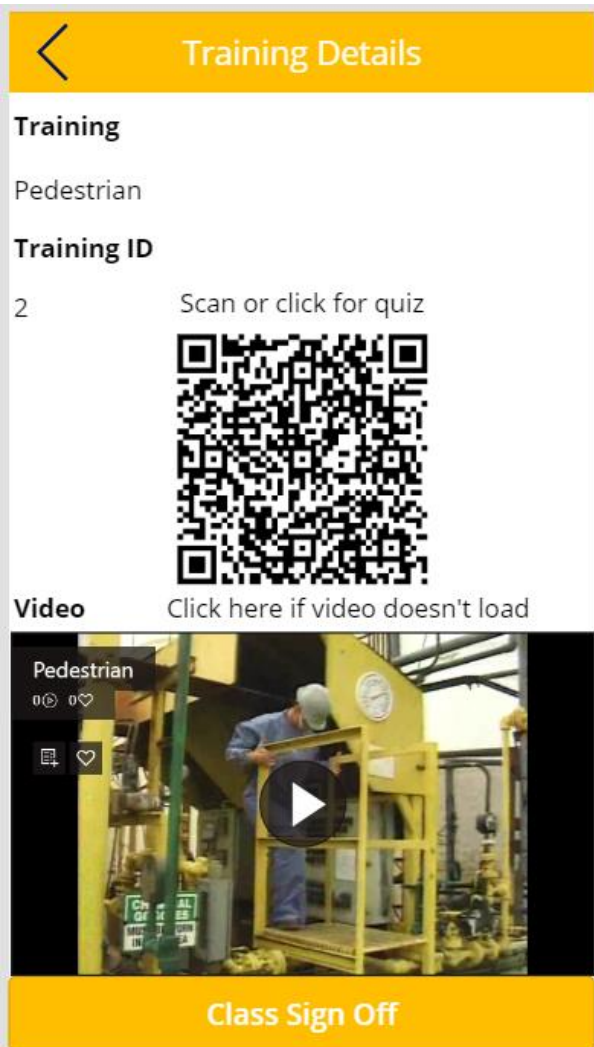 Training Details
Training
Pedestrian
Training ID
2
Scan or click for quiz
Video
Click here if video doesn't load
Pedestrian
0 0
Class Sign Off